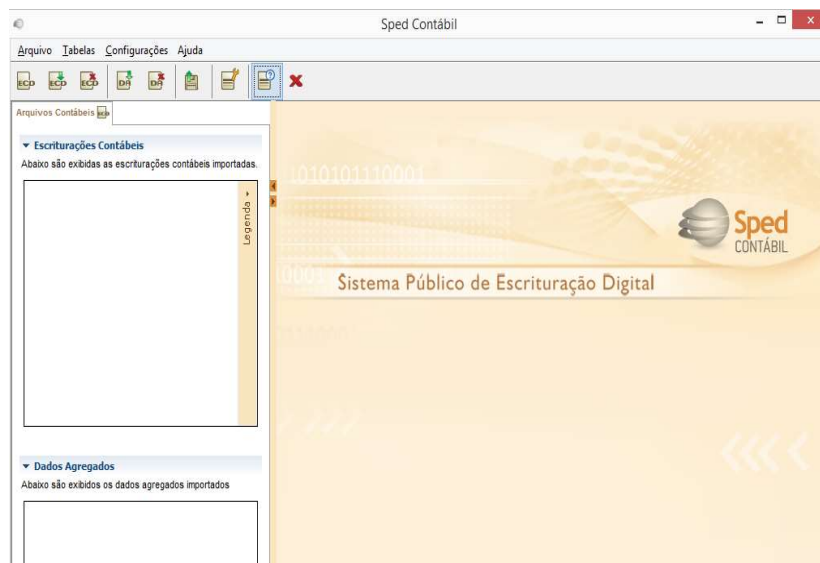 Sped Contábil
Arquivo Tabelas Configurações Ajuda
ECD ECD ECD DA DA
Arquivos Contábeis
Escriturações Contábeis
Abaixo são exibidas as escriturações contábeis importadas.
Legenda
1010101110001
Sped
CONTÁBIL
Sistema Público de Escrituração Digital
Dados Agregados
Abaixo são exibidos os dados agregados importados